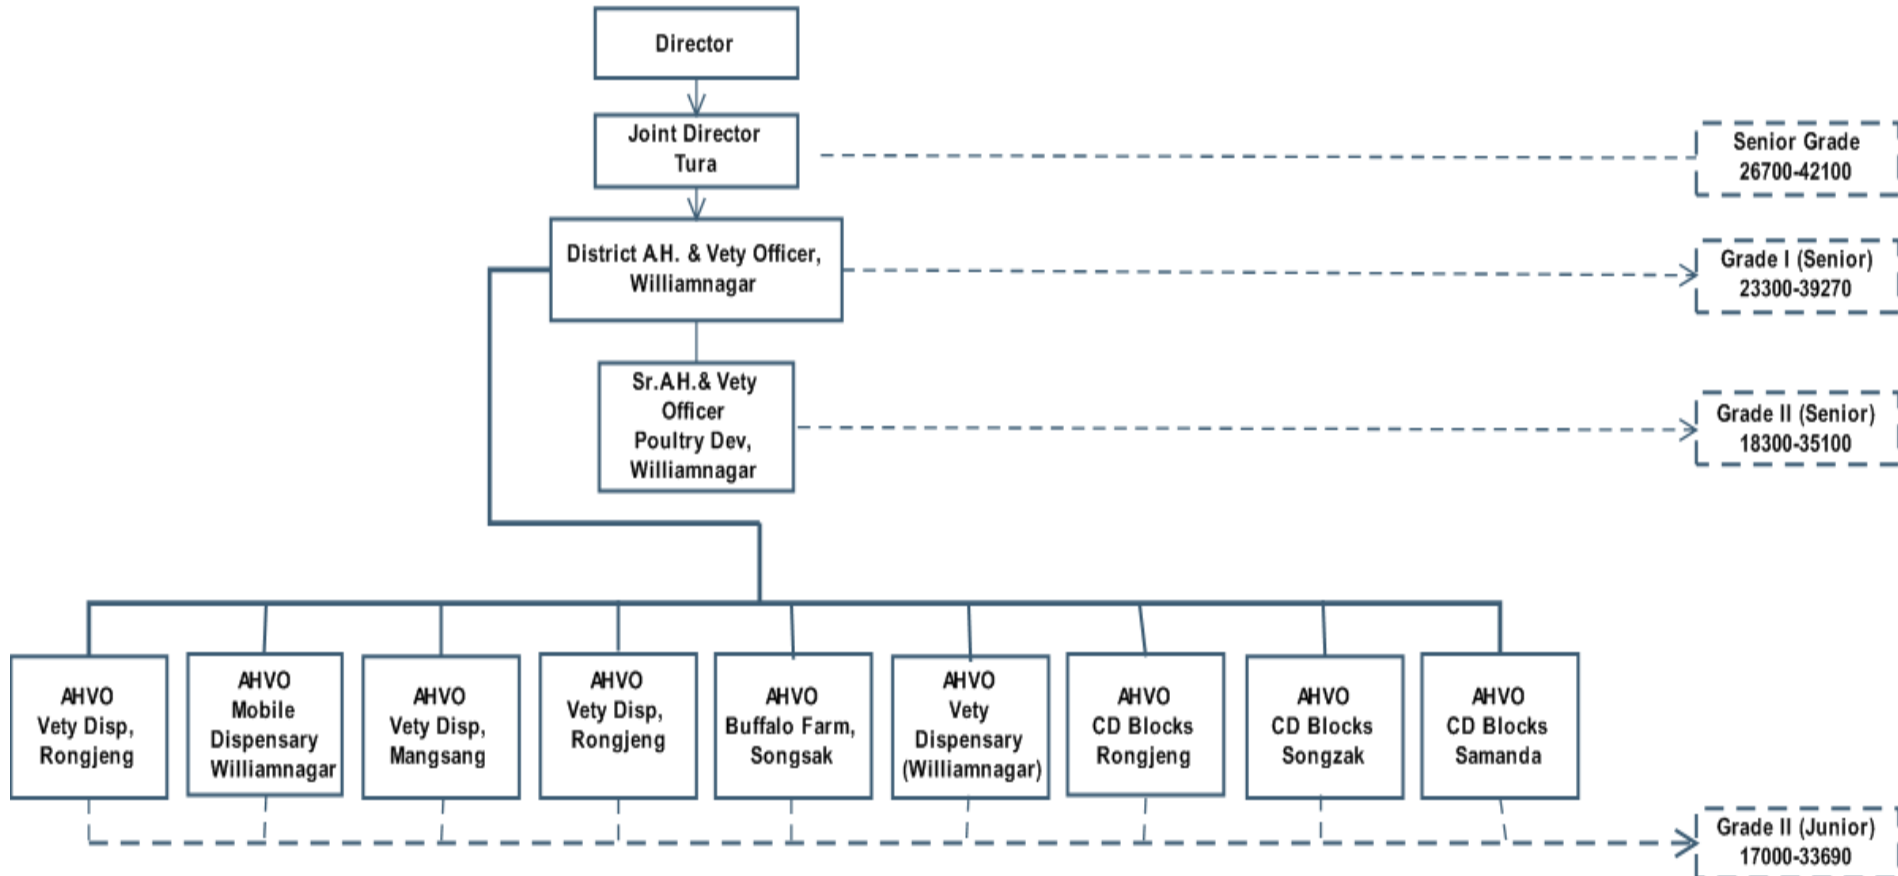 Director
Joint Director
Tura
Senior Grade
26700-42100
District A.H. & Vety Officer,
Williamnagar
Grade I (Senior)
23300-39270
Sr.A.H.& Vety
Officer
Poultry Dev,
Williamnagar
Grade II (Senior)
18300-35100
AHVO
Vety Disp,
Rongjeng
AHVO
Mobile
Dispensary
Williamnagar
AHVO
Vety Disp,
Mangsang
AHVO
Vety Disp,
Rongjeng
AHVO
Buffalo Farm,
Songsak
AHVO
Vety
Dispensary
(Williamnagar)
AHVO
CD Blocks
Rongjeng
AHVO
CD Blocks
Songzak
AHVO
CD Blocks
Samanda
Grade II (Junior)
17000-33690